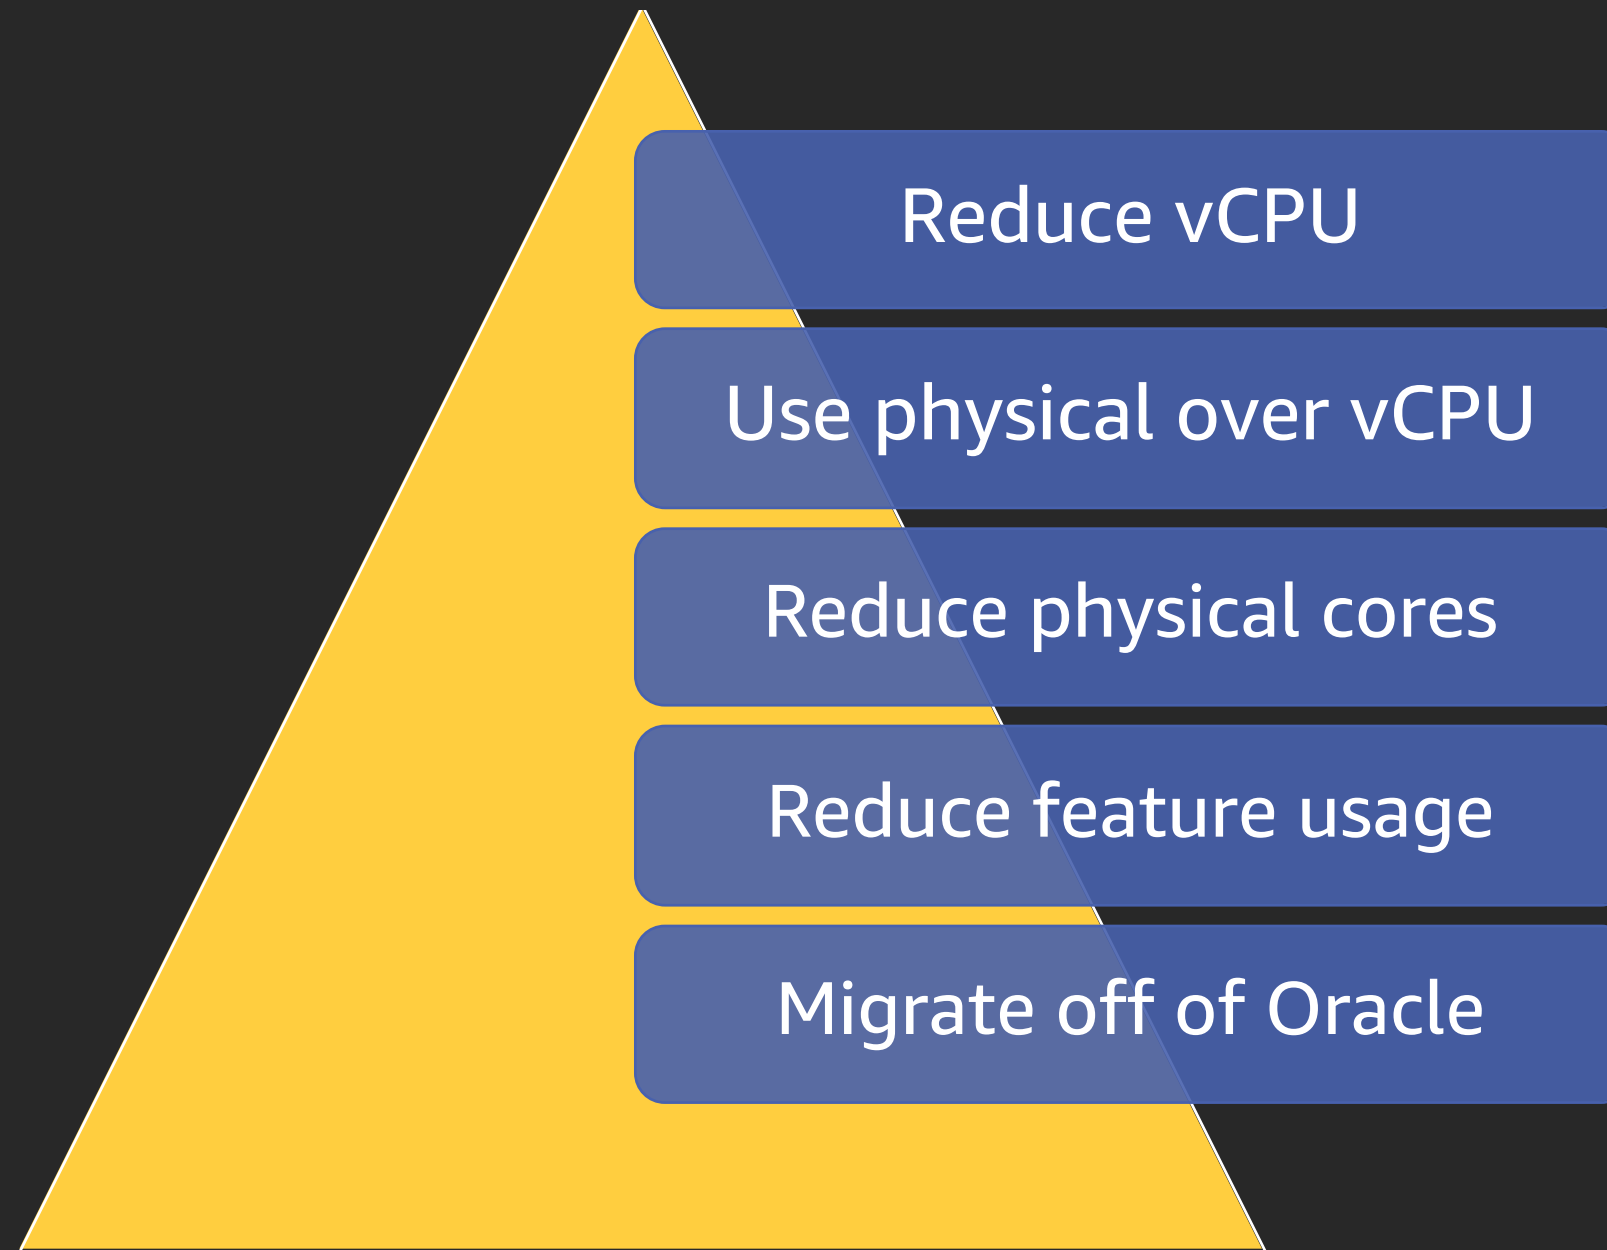 Reduce vCPU
Use physical over vCPU
Reduce physical cores
Reduce feature usage
Migrate off of Oracle